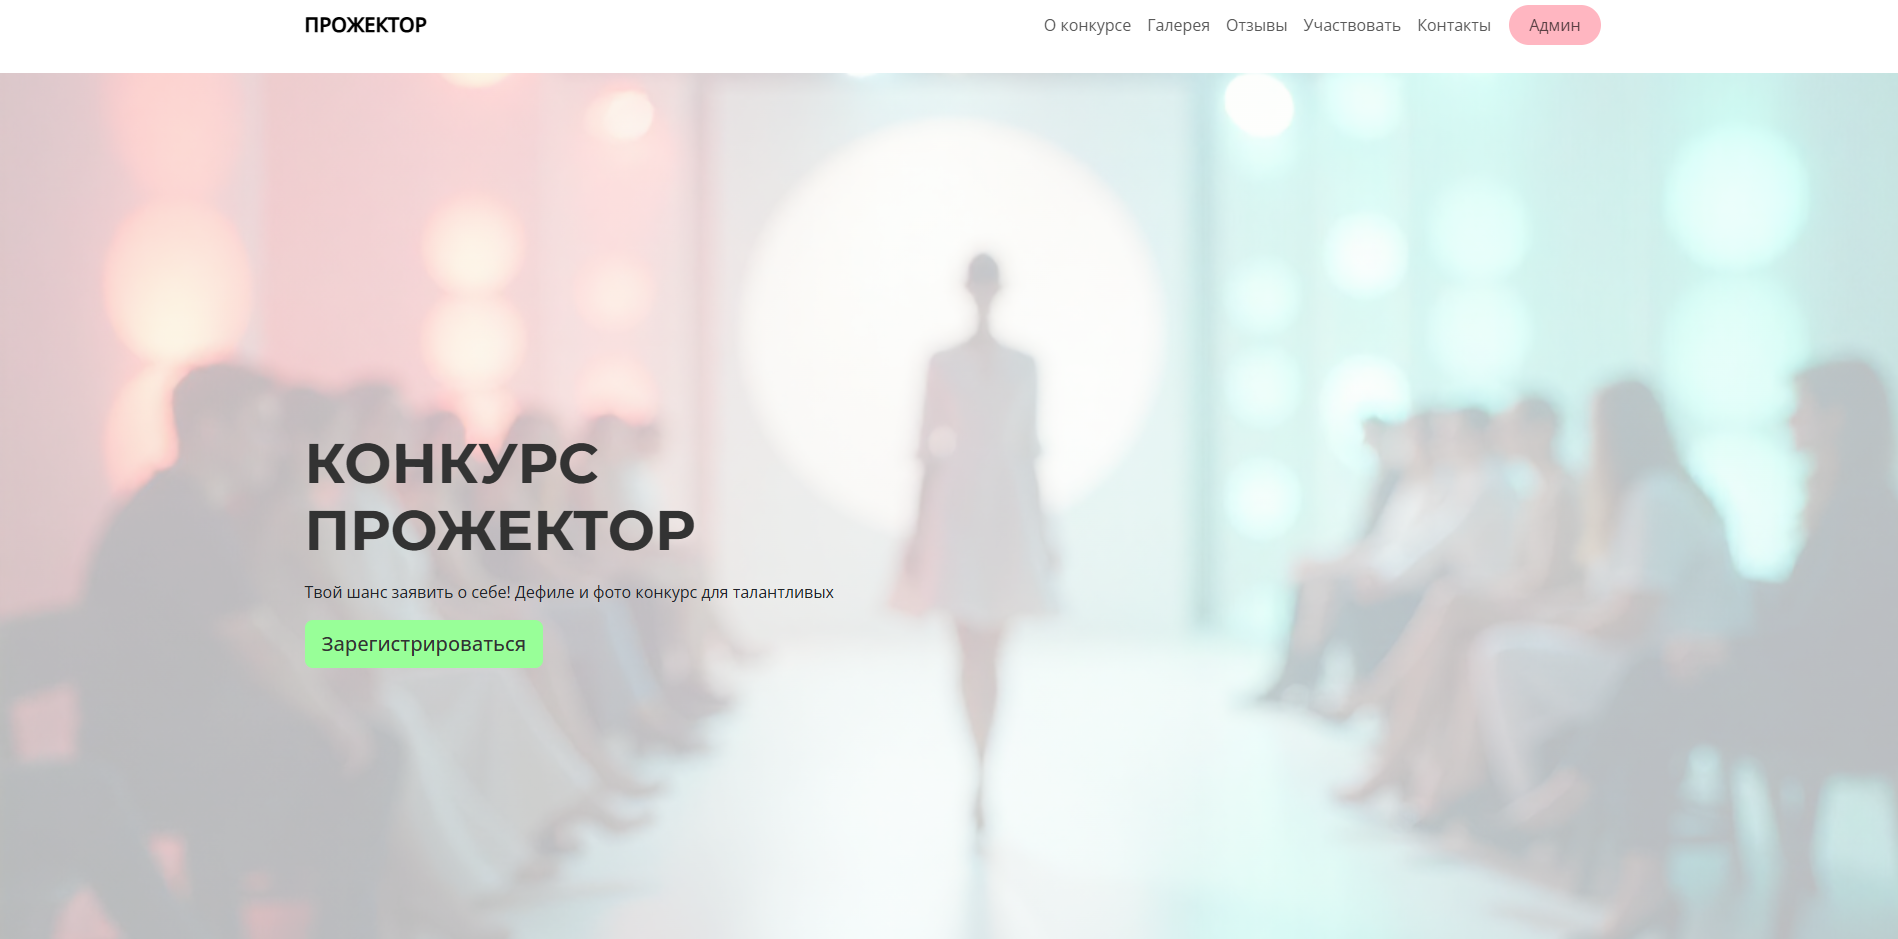 ПРОЖЕКТОР
О конкурсе Галерея Отзывы Участвовать Контакты Админ
КОНКУРС
ПРОЖЕКТОР
Твой шанс заявить о себе! Дефиле и фото конкурс для талантливых
Зарегистрироваться